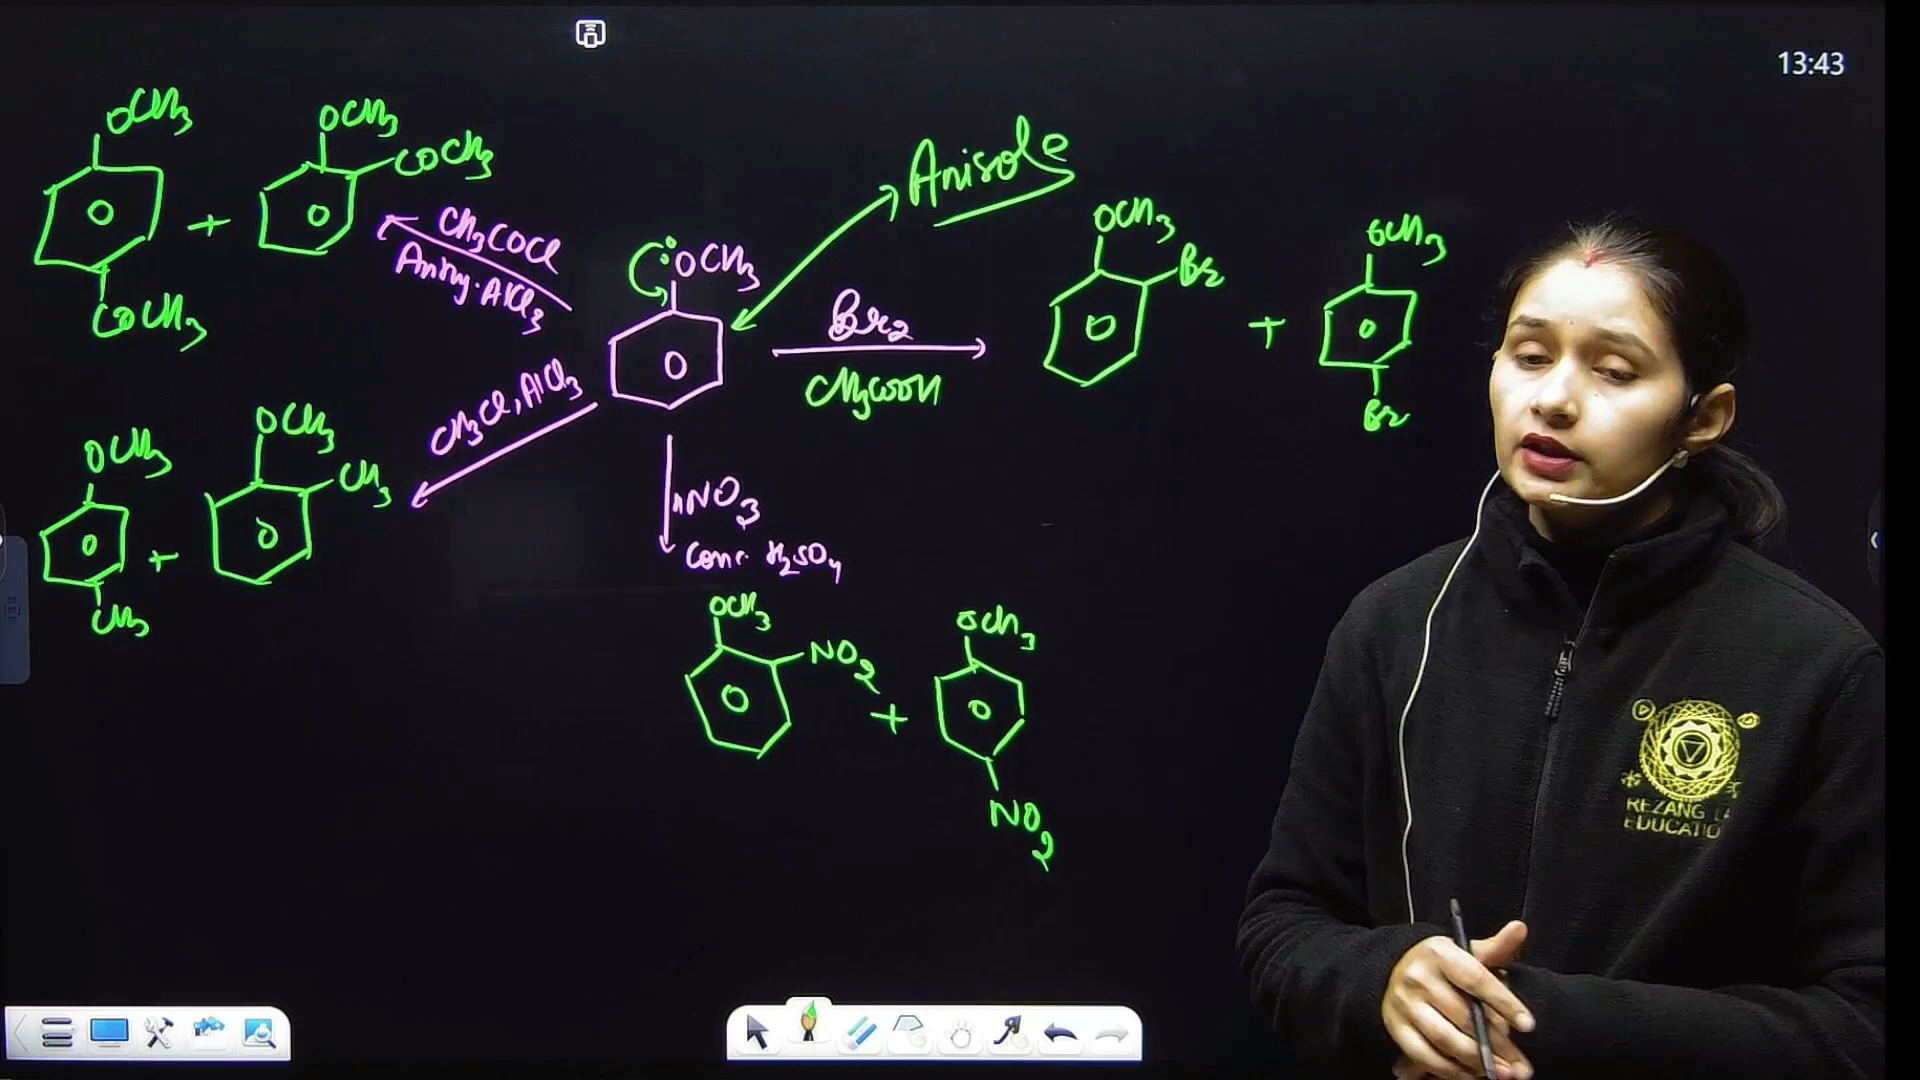 13:43
OCH3
COCH3
+
OCH3
COCH3
CH3COCl
Anhy. AlCl3
:OCH3
Anisole
Br2
CH3COOH
OCH3
Br
+
OCH3
Br
CH3Cl, AlCl3
OCH3
CH3
+
OCH3
CH3
HNO3
Conc. H2SO4
OCH3
NO2
+
OCH3
NO2
REZANG LA
EDUCATIO